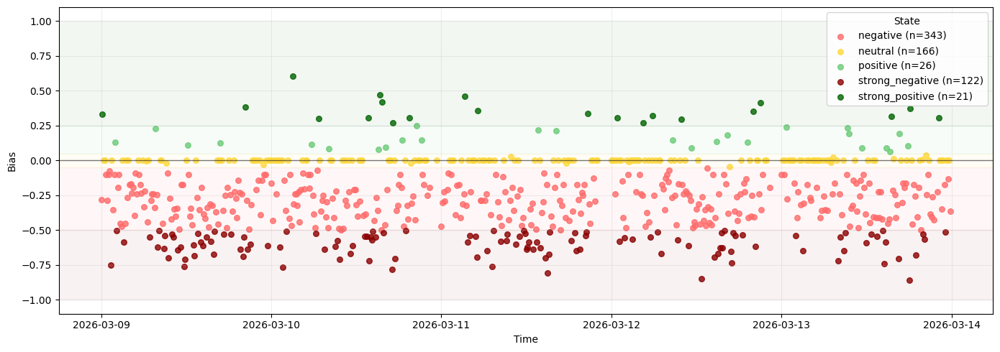 1.00
0.75
0.50
0.25
0.00
−0.25
−0.50
−0.75
−1.00
Bias
State
negative (n=343)
neutral (n=166)
positive (n=26)
strong_negative (n=122)
strong_positive (n=21)
2026-03-09
2026-03-10
2026-03-11
2026-03-12
2026-03-13
2026-03-14
Time